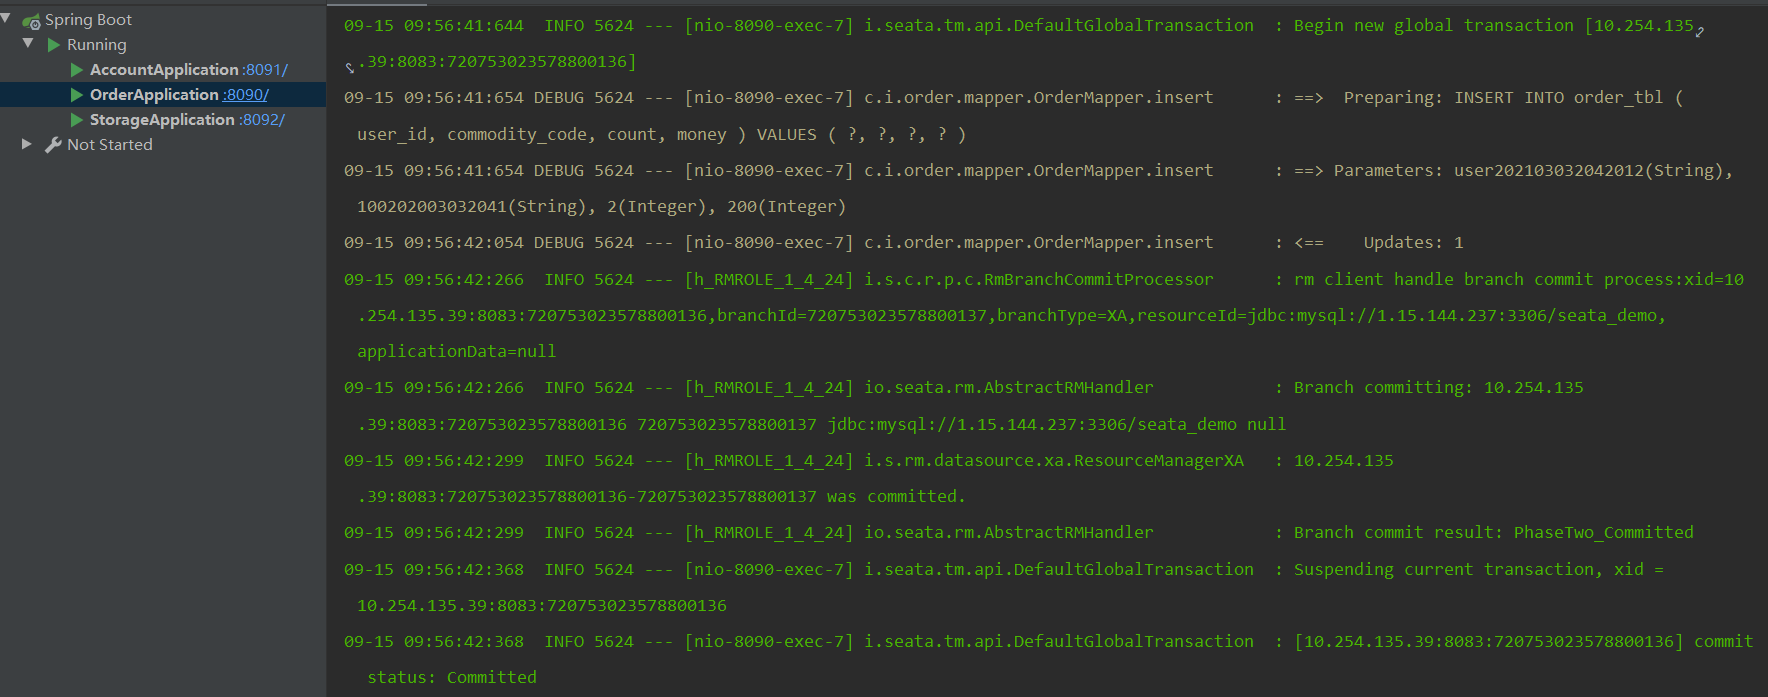 Spring Boot
Running
AccountApplication :8091/
OrderApplication :8090/
StorageApplication :8092/
Not Started
09-15 09:56:41:644  INFO 5624 --- [nio-8090-exec-7] i.seata.tm.api.DefaultGlobalTransaction  : Begin new global transaction [10.254.135
.39:8083:720753023578800136]
09-15 09:56:41:654 DEBUG 5624 --- [nio-8090-exec-7] c.i.order.mapper.OrderMapper.insert      : ==>  Preparing: INSERT INTO order_tbl (
user_id, commodity_code, count, money ) VALUES ( ?, ?, ?, ? )
09-15 09:56:41:654 DEBUG 5624 --- [nio-8090-exec-7] c.i.order.mapper.OrderMapper.insert      : ==> Parameters: user202103032042012(String),
100202003032041(String), 2(Integer), 200(Integer)
09-15 09:56:42:054 DEBUG 5624 --- [nio-8090-exec-7] c.i.order.mapper.OrderMapper.insert      : <==    Updates: 1
09-15 09:56:42:266  INFO 5624 --- [h_RMROLE_1_4_24] i.s.c.r.p.c.RmBranchCommitProcessor      : rm client handle branch commit process:xid=10
.254.135.39:8083:720753023578800136,branchId=720753023578800137,branchType=XA,resourceId=jdbc:mysql://1.15.144.237:3306/seata_demo,
applicationData=null
09-15 09:56:42:266  INFO 5624 --- [h_RMROLE_1_4_24] io.seata.rm.AbstractRMHandler            : Branch committing: 10.254.135
.39:8083:720753023578800136 720753023578800137 jdbc:mysql://1.15.144.237:3306/seata_demo null
09-15 09:56:42:299  INFO 5624 --- [h_RMROLE_1_4_24] i.s.rm.datasource.xa.ResourceManagerXA   : 10.254.135
.39:8083:720753023578800136-720753023578800137 was committed.
09-15 09:56:42:299  INFO 5624 --- [h_RMROLE_1_4_24] io.seata.rm.AbstractRMHandler            : Branch commit result: PhaseTwo_Committed
09-15 09:56:42:368  INFO 5624 --- [nio-8090-exec-7] i.seata.tm.api.DefaultGlobalTransaction  : Suspending current transaction, xid =
10.254.135.39:8083:720753023578800136
09-15 09:56:42:368  INFO 5624 --- [nio-8090-exec-7] i.seata.tm.api.DefaultGlobalTransaction  : [10.254.135.39:8083:720753023578800136] commit
status: Committed